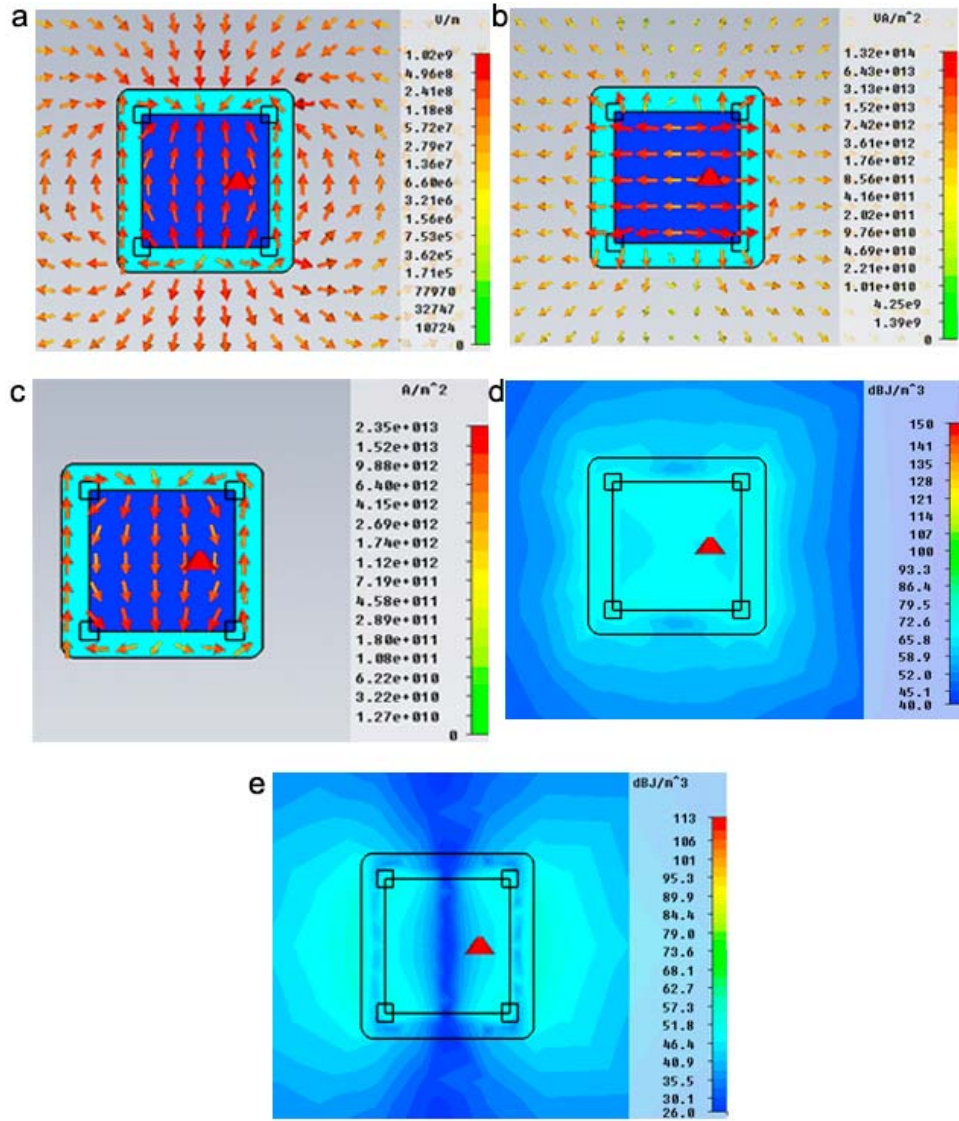 a
V/m
1.02e9
4.96e8
2.41e8
1.18e8
5.72e7
2.79e7
1.36e7
6.60e6
3.21e6
1.56e6
7.53e5
3.62e5
1.71e5
77970
32747
10724
0
b
VA/m^2
1.32e+014
6.43e+013
3.13e+013
1.52e+013
7.42e+012
3.61e+012
1.76e+012
8.56e+011
4.16e+011
2.02e+011
9.76e+010
4.69e+010
2.21e+010
1.01e+010
4.25e9
1.39e9
0
c
A/m^2
2.35e+013
1.52e+013
9.88e+012
6.40e+012
4.15e+012
2.69e+012
1.74e+012
1.12e+012
7.19e+011
4.58e+011
2.89e+011
1.80e+011
1.08e+011
6.22e+010
3.22e+010
1.27e+010
0
d
dBJ/m^3
150
141
135
128
121
114
107
100
93.3
86.4
79.5
72.6
65.8
58.9
52.0
45.1
40.0
e
dBJ/m^3
113
106
101
95.3
89.9
84.4
79.0
73.6
68.1
62.7
57.3
51.8
46.4
40.9
35.5
30.1
26.0